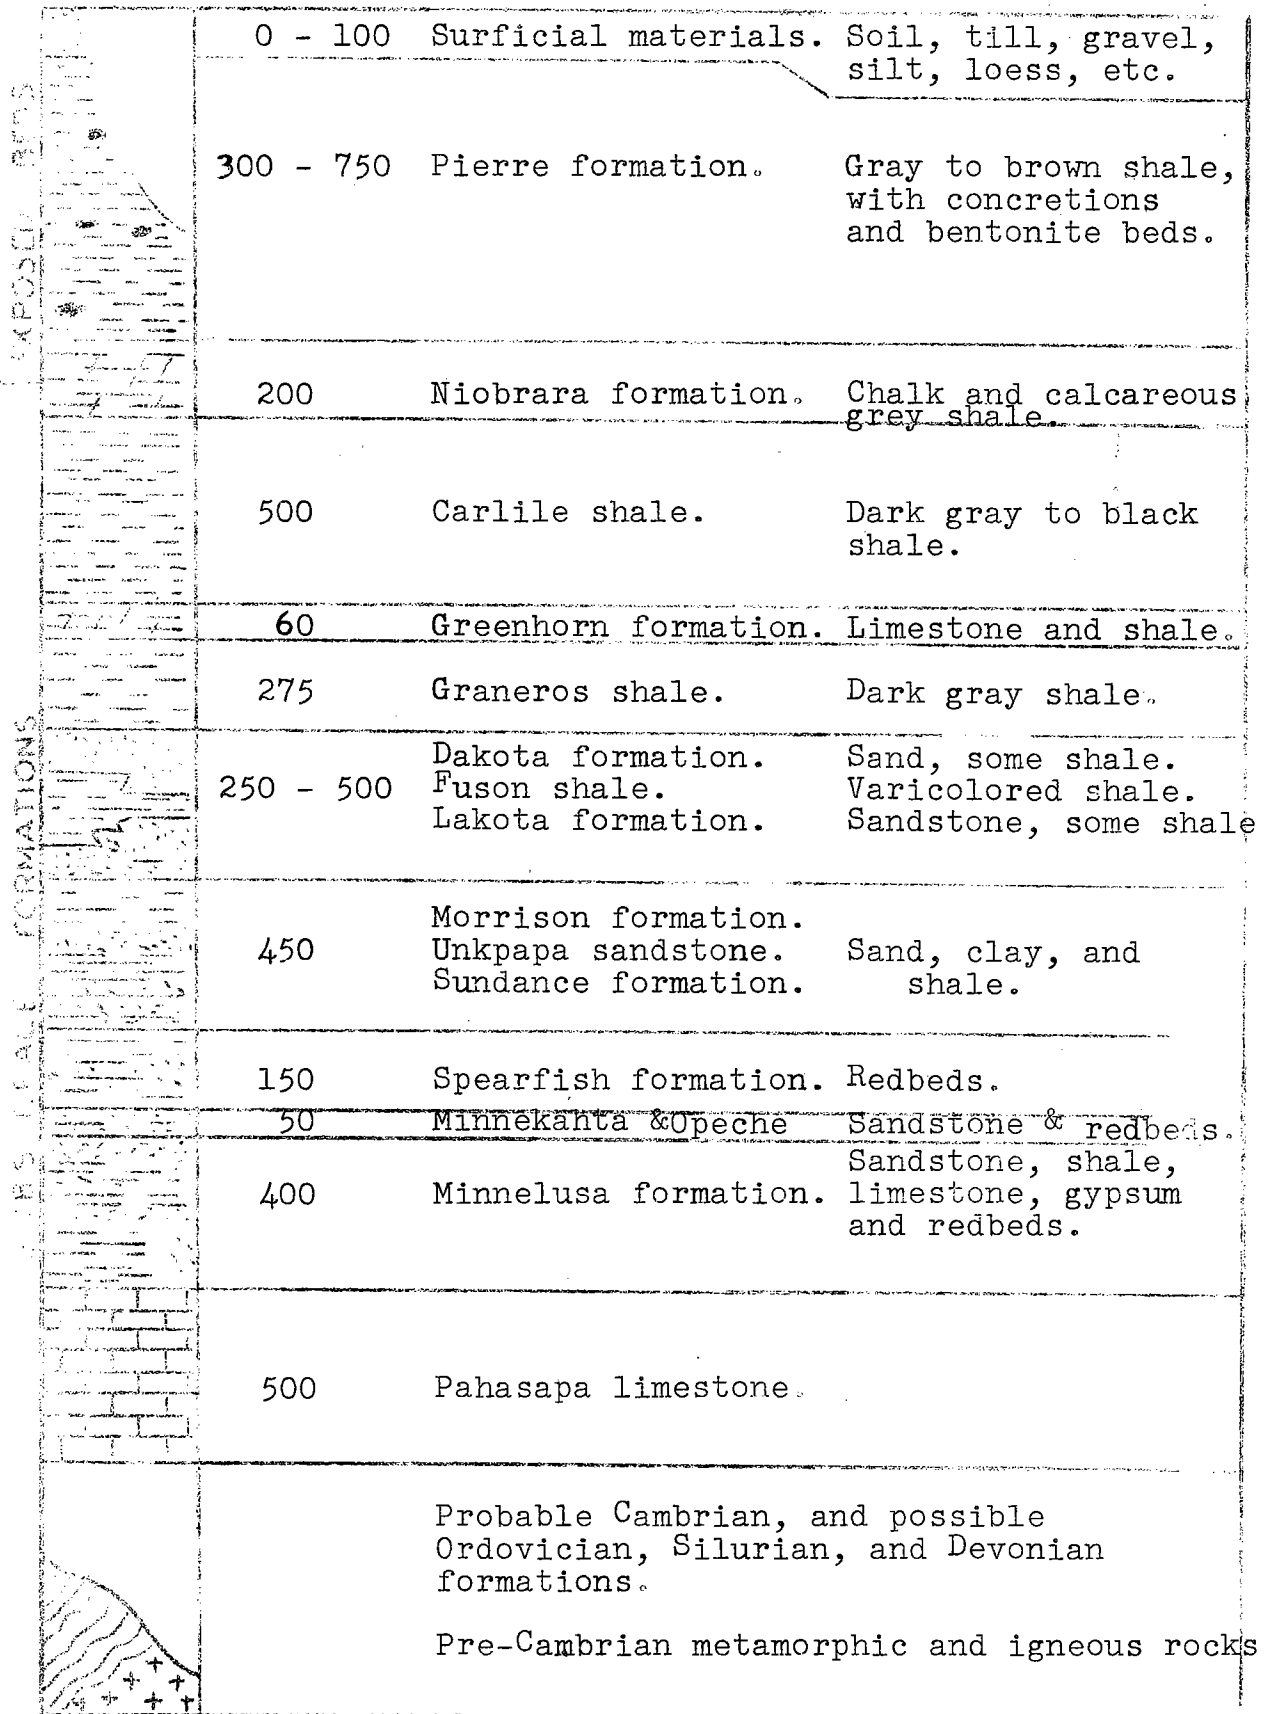 0 - 100 Surficial materials. Soil, till, gravel,
silt, loess, etc.
300 - 750 Pierre formation. Gray to brown shale,
with concretions
and bentonite beds.
200 Niobrara formation. Chalk and calcareous
grey shale.
500 Carlile shale. Dark gray to black
shale.
60 Greenhorn formation. Limestone and shale.
275 Graneros shale. Dark gray shale.
Dakota formation. Sand, some shale.
250 - 500 Fuson shale. Varicolored shale.
Lakota formation. Sandstone, some shale
Morrison formation.
450 Unkpapa sandstone. Sand, clay, and
Sundance formation. shale.
150 Spearfish formation. Redbeds.
50 Minnekahta &Opeche Sandstone & redbeds.
Sandstone, shale,
400 Minnelusa formation. limestone, gypsum
and redbeds.
500 Pahasapa limestone.
Probable Cambrian, and possible
Ordovician, Silurian, and Devonian
formations.
Pre-Cambrian metamorphic and igneous rocks
EXPOSED BEDS
FORMATIONS